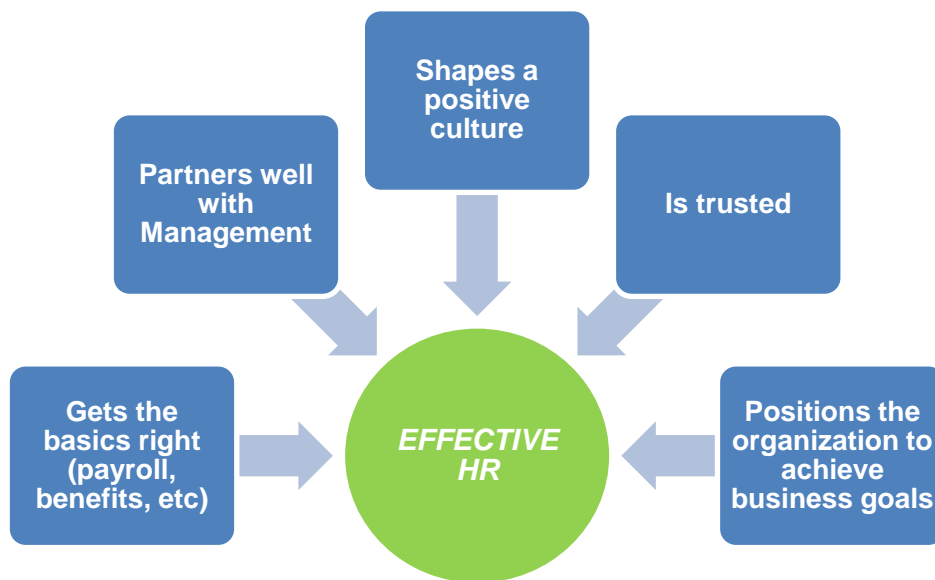 Shapes a
positive
culture
Partners well
with
Management
Is trusted
Gets the
basics right
(payroll,
benefits, etc)
EFFECTIVE
HR
Positions the
organization to
achieve
business goals